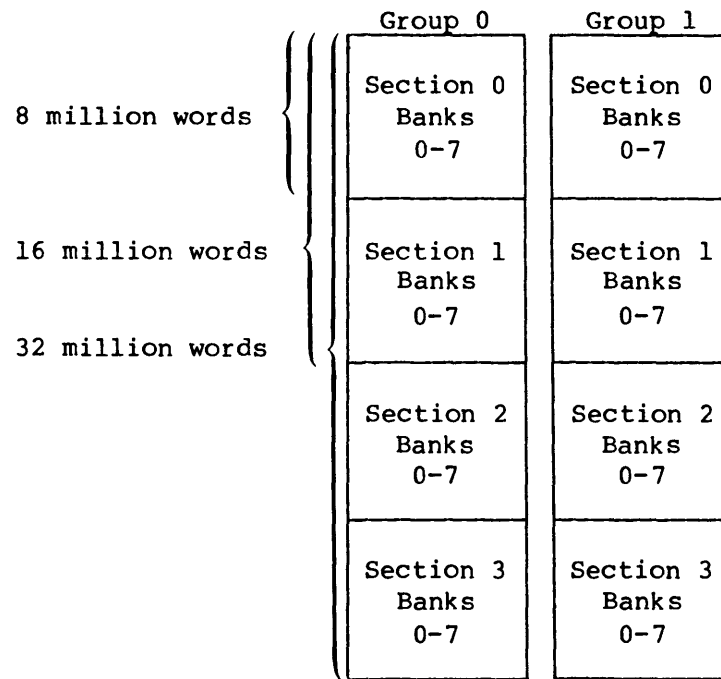 Group 0 Group 1
8 million words
16 million words
32 million words
Section 0
Banks
0-7
Section 0
Banks
0-7
Section 1
Banks
0-7
Section 1
Banks
0-7
Section 2
Banks
0-7
Section 2
Banks
0-7
Section 3
Banks
0-7
Section 3
Banks
0-7